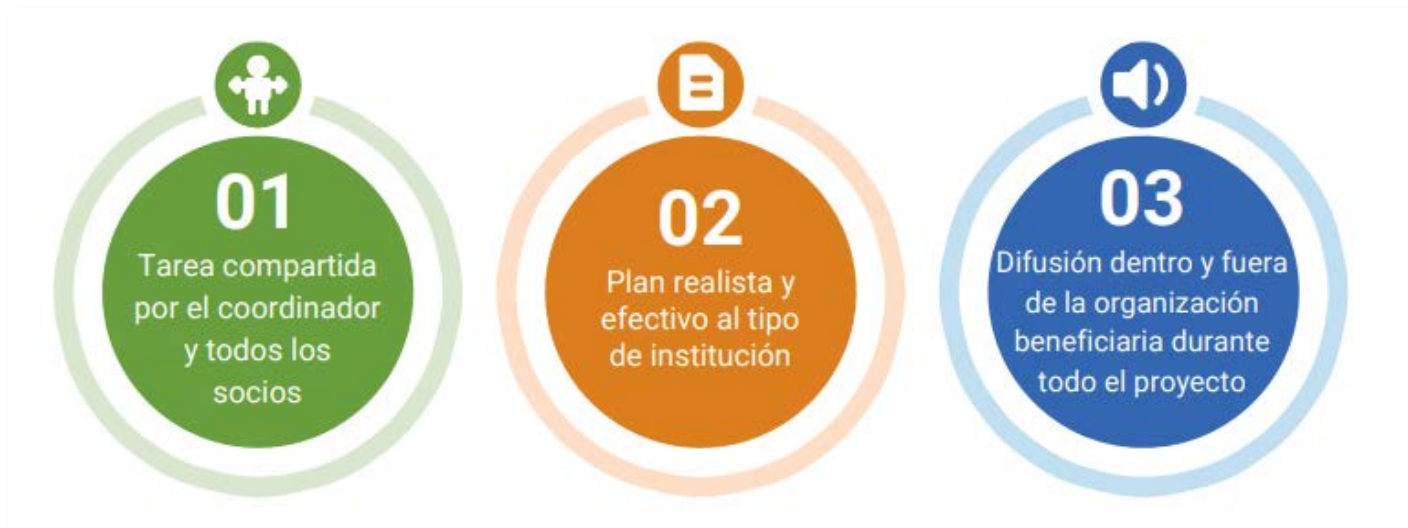 01
Tarea compartida
por el coordinador
y todos los
socios
02
Plan realista y
efectivo al tipo
de institución
03
Difusión dentro y fuera
de la organización
beneficiaria durante
todo el proyecto